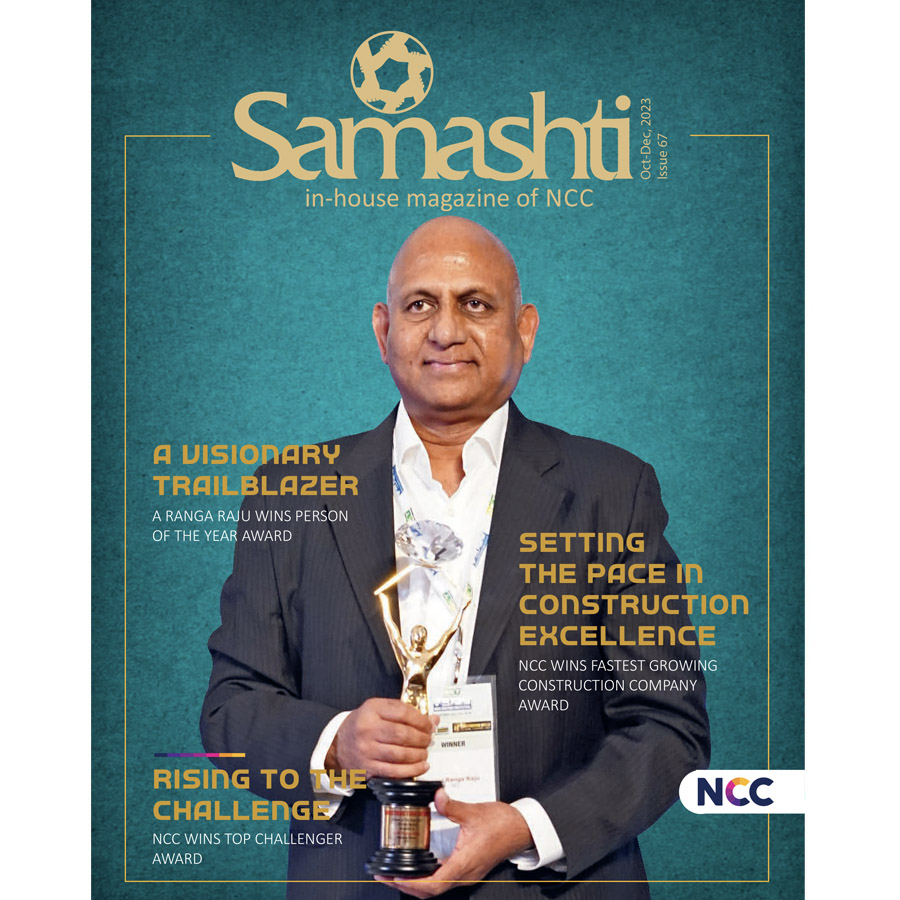 Samashti
Oct-Dec, 2023
Issue 67
in-house magazine of NCC
A VISIONARY
TRAILBLAZER
A RANGA RAJU WINS PERSON
OF THE YEAR AWARD
SETTING
THE PACE IN
CONSTRUCTION
EXCELLENCE
NCC WINS FASTEST GROWING
CONSTRUCTION COMPANY
AWARD
WINNER
Ranga Raju
RISING TO THE
CHALLENGE
NCC WINS TOP CHALLENGER
AWARD
NCC